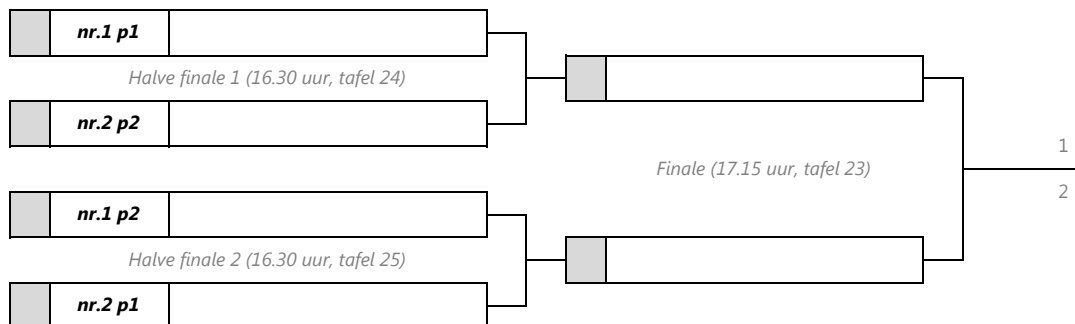 nr.1 p1
Halve finale 1 (16.30 uur, tafel 24)
nr.2 p2
Finale (17.15 uur, tafel 23)
1
2
nr.1 p2
Halve finale 2 (16.30 uur, tafel 25)
nr.2 p1